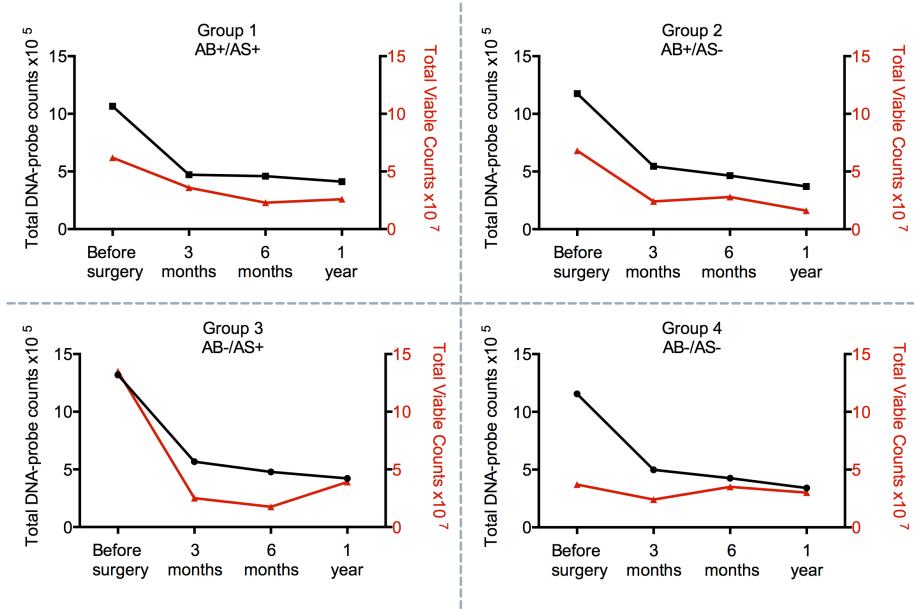 Group 1
AB+/AS+
Total DNA-probe counts x10 5
15
10
5
0
Total Viable Counts x10 7
15
10
5
0
Before surgery
3 months
6 months
1 year
Group 2
AB+/AS-
Total DNA-probe counts x10 5
15
10
5
0
Total Viable Counts x10 7
15
10
5
0
Before surgery
3 months
6 months
1 year
Group 3
AB-/AS+
Total DNA-probe counts x10 5
15
10
5
0
Total Viable Counts x10 7
15
10
5
0
Before surgery
3 months
6 months
1 year
Group 4
AB-/AS-
Total DNA-probe counts x10 5
15
10
5
0
Total Viable Counts x10 7
15
10
5
0
Before surgery
3 months
6 months
1 year